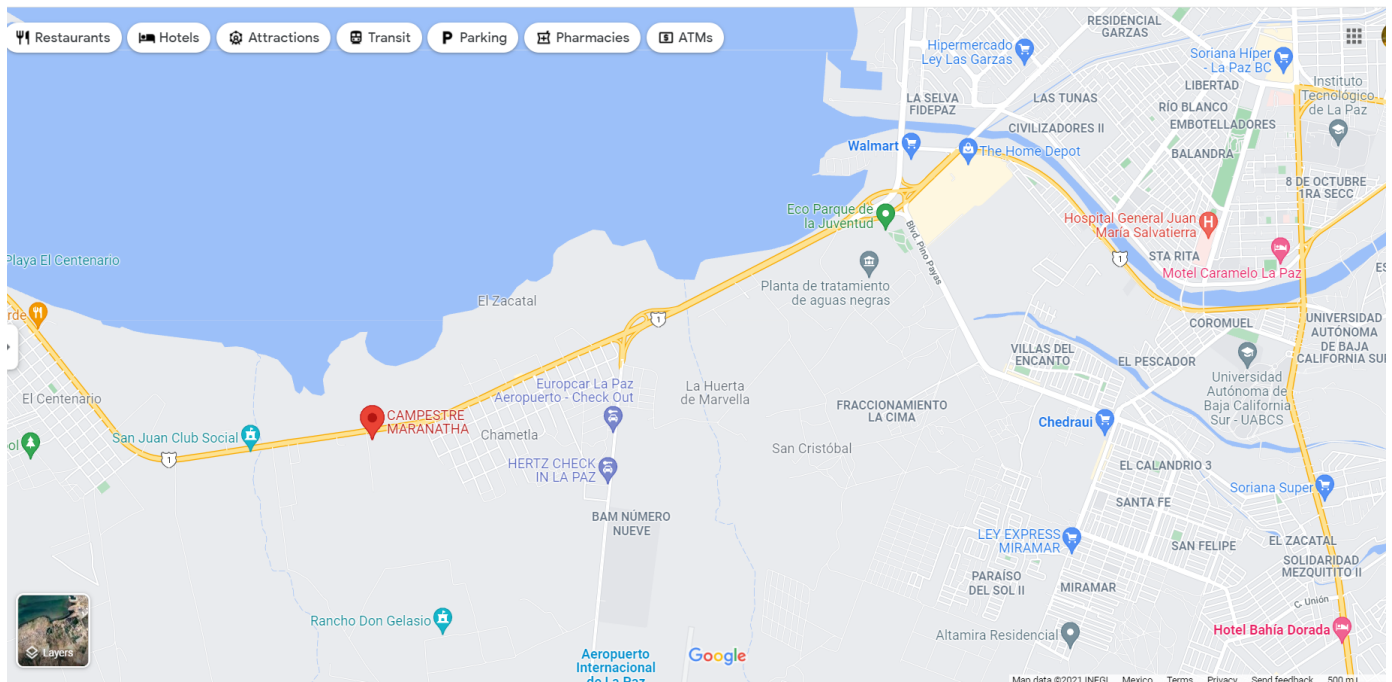 Restaurants
Hotels
Attractions
Transit
Parking
Pharmacies
ATMs
RESIDENCIAL
GARZAS
Hipermercado
Ley Las Garzas
Soriana Híper
- La Paz BC
LIBERTAD
Instituto
Tecnológico
de La Paz
LA SELVA
FIDEPAZ
LAS TUNAS
RÍO BLANCO
EMBOTELLADORES
CIVILIZADORES II
Walmart
The Home Depot
BALANDRA
8 DE OCTUBRE
1RA SECC
Eco Parque de
la Juventud
Hospital General Juan
María Salvatierra
Blvd. Pino Payas
1
STA RITA
Motel Caramelo La Paz
Playa El Centenario
Planta de tratamiento
de aguas negras
El Zacatal
1
COROMUEL
UNIVERSIDAD
AUTÓNOMA
DE BAJA
CALIFORNIA SUR
VILLAS DEL
ENCANTO
EL PESCADOR
Universidad
Autónoma de
Baja California
Sur - UABCS
El Centenario
Europcar La Paz
Aeropuerto - Check Out
La Huerta
de Marvella
FRACCIONAMIENTO
LA CIMA
CAMPESTRE
MARANATHA
Chedraui
San Juan Club Social
Chametla
San Cristóbal
1
HERTZ CHECK
IN LA PAZ
EL CALANDRIO 3
Soriana Super
SANTA FE
BAM NÚMERO
NUEVE
LEY EXPRESS
MIRAMAR
SAN FELIPE
EL ZACATAL
SOLIDARIDAD
MEZQUITITO II
PARAÍSO
DEL SOL II
MIRAMAR
C. Unión
Rancho Don Gelasio
Altamira Residencial
Hotel Bahía Dorada
Layers
Aeropuerto
Internacional
de La Paz
Google
Map data ©2021 INEGI Mexico Terms Privacy Send feedback 500 m